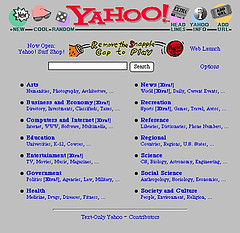 YAHOO!
NEW COOL RANDOM
HEAD LINES YAHOO INFO ADD URL
Now Open:
Yahoo! Surf Shop!
Remove the Snapple
Cap to Play
Web Launch
Search
Options
Arts
Humanities, Photography, Architecture, ...
News [Xtra!]
World [Xtra!], Daily, Current Events, ...
Business and Economy [Xtra!]
Directory, Investments, Classifieds, Taxes, ...
Recreation
Sports [Xtra!], Games, Travel, Autos, ...
Computers and Internet [Xtra!]
Internet, WWW, Software, Multimedia, ...
Reference
Libraries, Dictionaries, Phone Numbers, ...
Education
Universities, K-12, Courses, ...
Regional
Countries, Regions, U.S. States, ...
Entertainment [Xtra!]
TV, Movies, Music, Magazines, ...
Science
CS, Biology, Astronomy, Engineering, ...
Government
Politics [Xtra!], Agencies, Law, Military, ...
Social Science
Anthropology, Sociology, Economics, ...
Health
Medicine, Drugs, Diseases, Fitness, ...
Society and Culture
People, Environment, Religion, ...
Text-Only Yahoo - Contributors